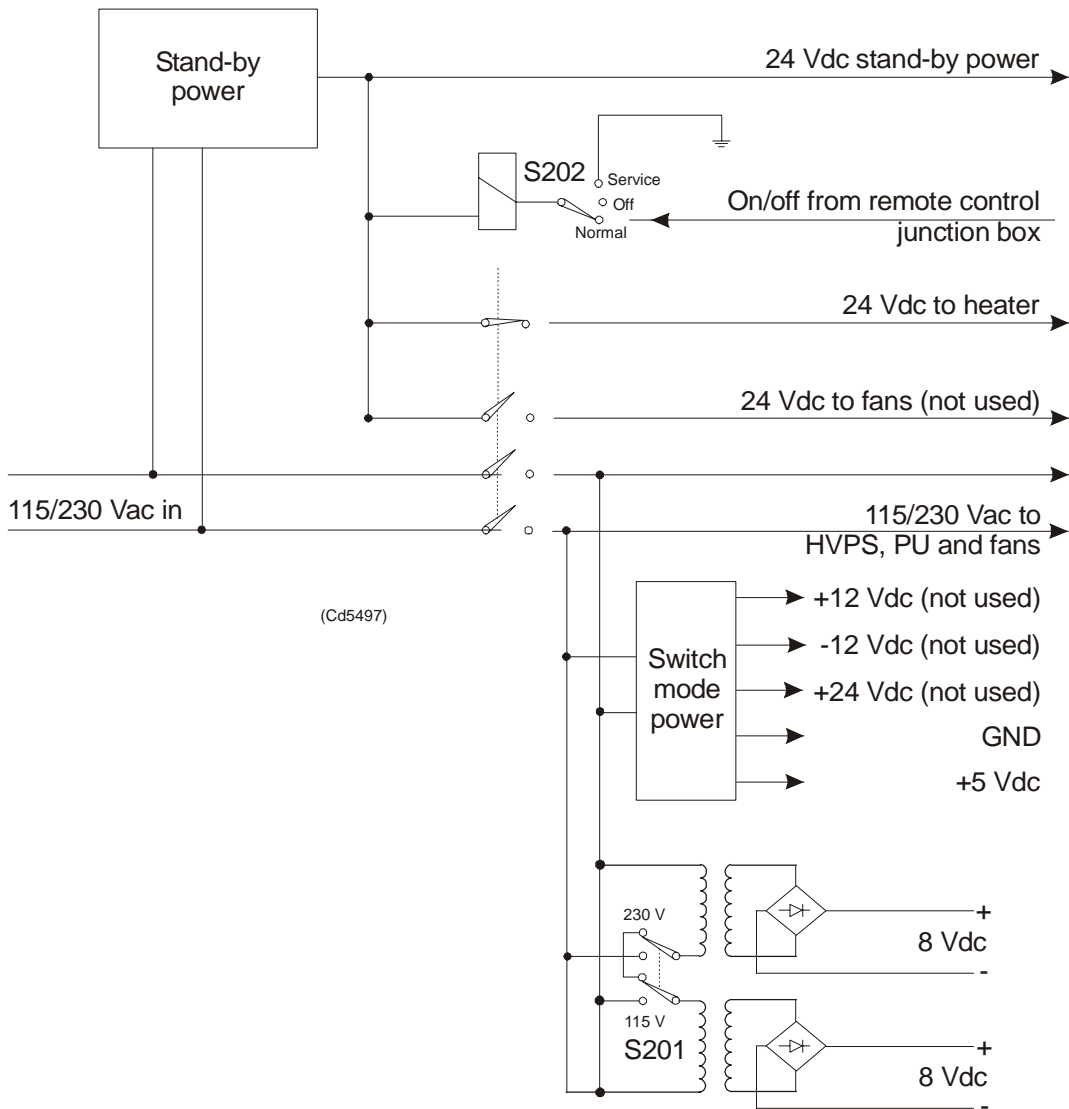 Stand-by
power
24 Vdc stand-by power
S202
Service
Off
Normal
On/off from remote control
junction box
24 Vdc to heater
24 Vdc to fans (not used)
115/230 Vac in
115/230 Vac to
HVPS, PU and fans
(Cd5497)
Switch
mode
power
+12 Vdc (not used)
-12 Vdc (not used)
+24 Vdc (not used)
GND
+5 Vdc
230 V
115 V
S201
+
8 Vdc
-
+
8 Vdc
-